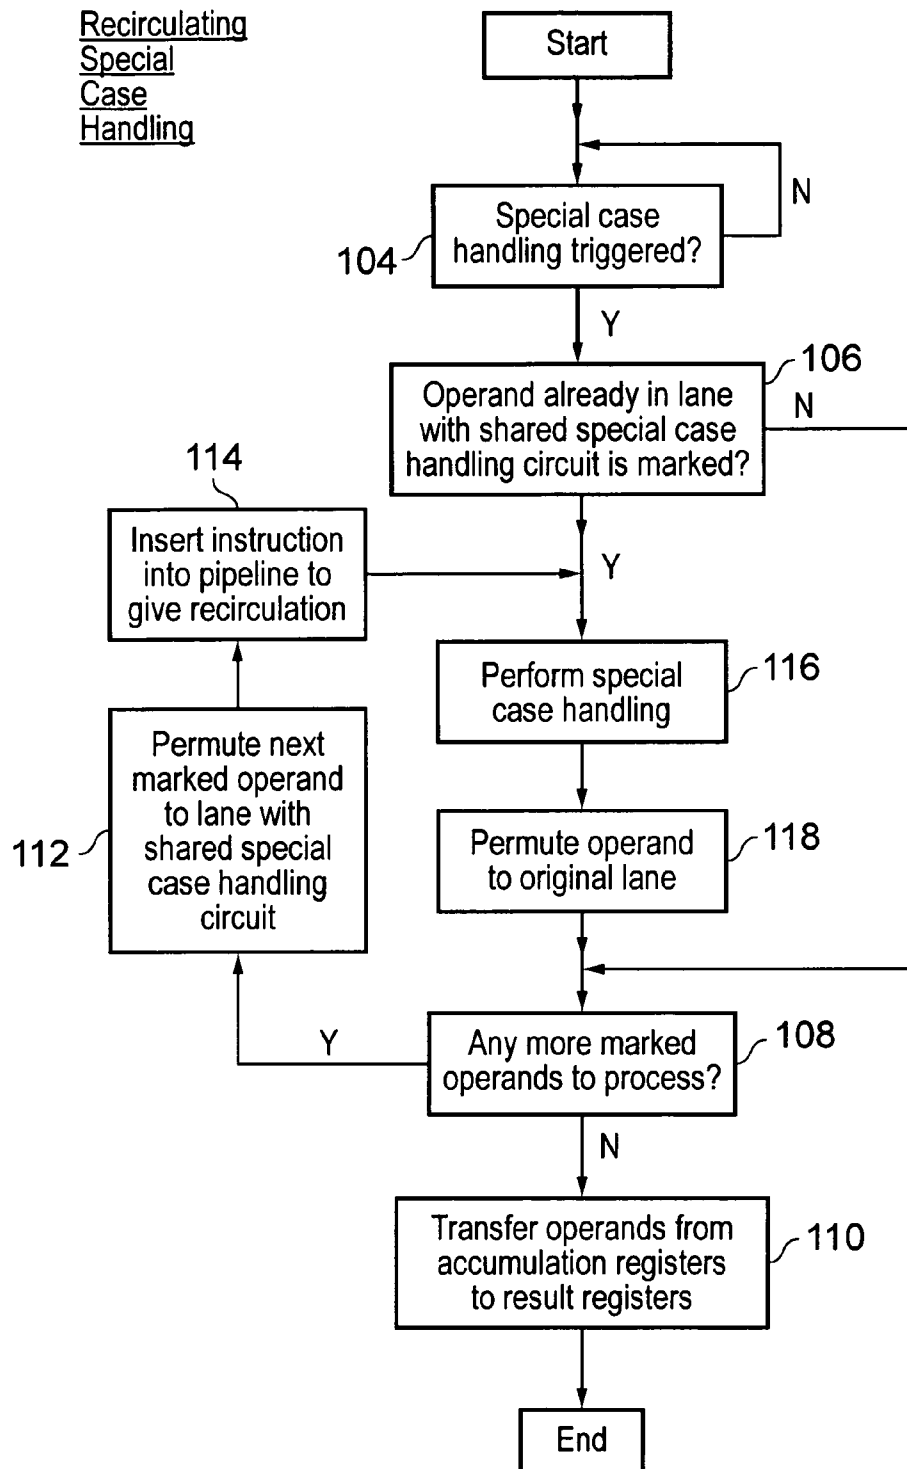 Recirculating
Special
Case
Handling
Start
N
Special case
handling triggered?
104
Y
106
Operand already in lane
with shared special case
handling circuit is marked?
N
114
Insert instruction
into pipeline to
give recirculation
Y
Perform special
case handling
116
Permute next
marked operand
to lane with
shared special
case handling
circuit
112
Permute operand
to original lane
118
Y
Any more marked
operands to process?
108
N
Transfer operands from
accumulation registers
to result registers
110
End